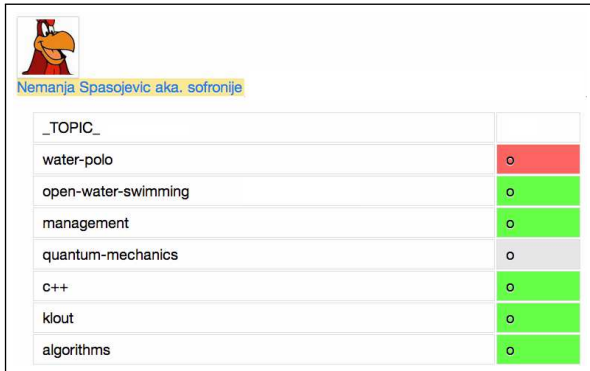 Nemanja Spasojevic aka. sofronije
_TOPIC_
water-polo o
open-water-swimming o
management o
quantum-mechanics o
c++ o
klout o
algorithms o